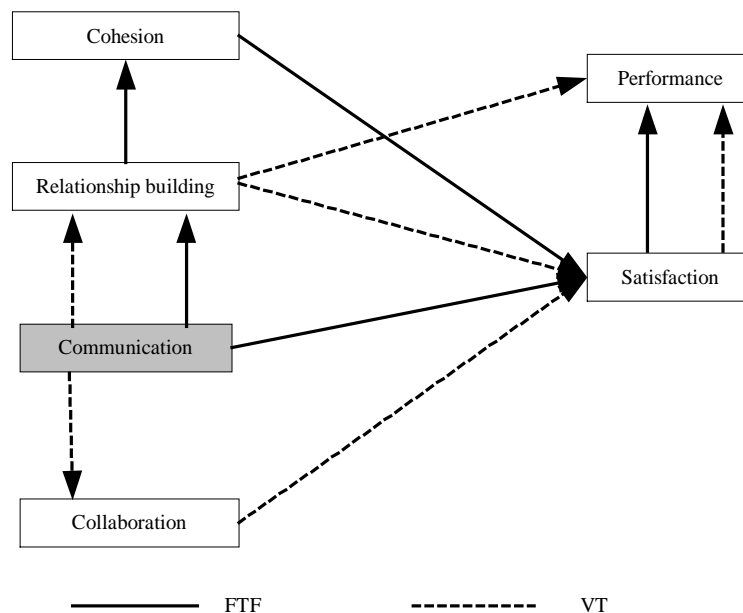 Cohesion
Performance
Relationship building
Satisfaction
Communication
Collaboration
FTF
VT